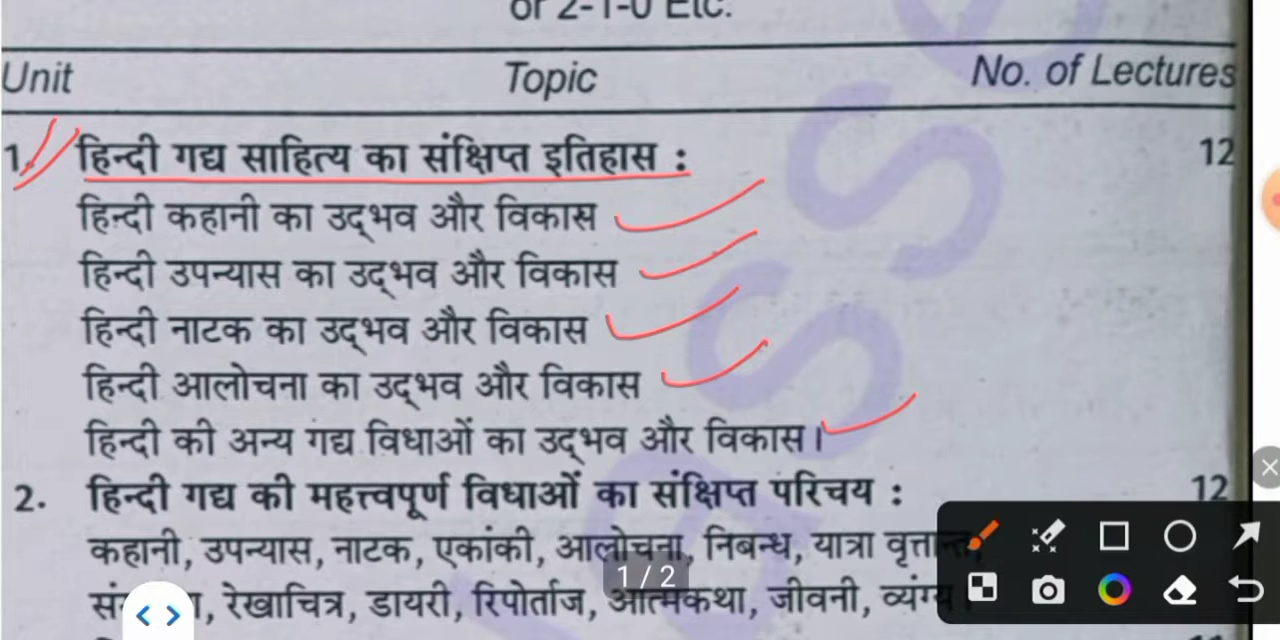 or 2-1-0 Etc.
Unit Topic No. of Lectures
1. हिन्दी गद्य साहित्य का संक्षिप्त इतिहास : 12
हिन्दी कहानी का उद्भव और विकास
हिन्दी उपन्यास का उद्भव और विकास
हिन्दी नाटक का उद्भव और विकास
हिन्दी आलोचना का उद्भव और विकास
हिन्दी की अन्य गद्य विधाओं का उद्भव और विकास।
2. हिन्दी गद्य की महत्त्वपूर्ण विधाओं का संक्षिप्त परिचय : 12
कहानी, उपन्यास, नाटक, एकांकी, आलोचना, निबन्ध, यात्रा वृत्तान्त,
रेखाचित्र, डायरी, रिपोर्ताज, आत्मकथा, जीवनी, व्यंग्य।
1 / 2